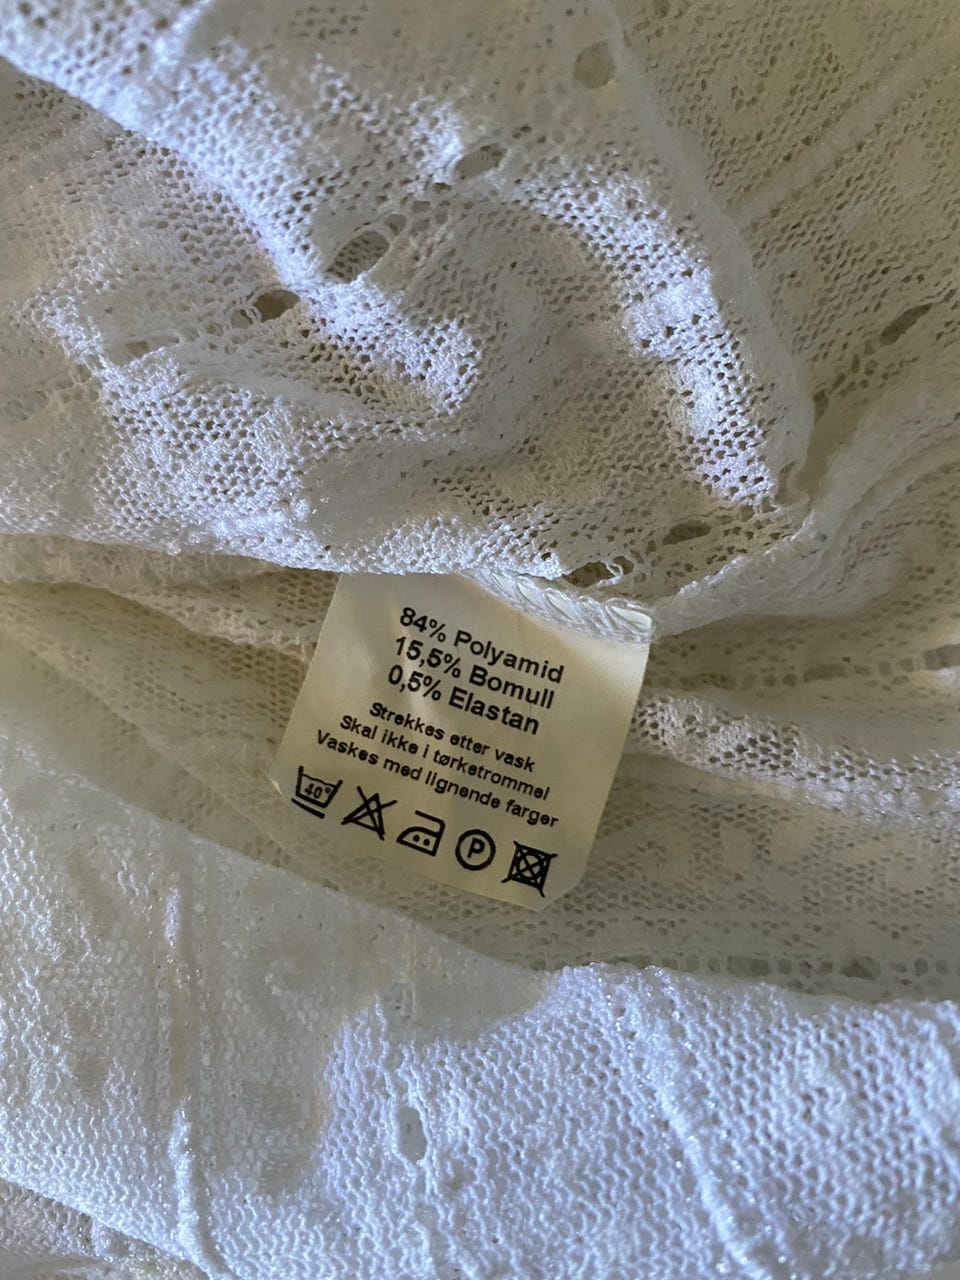 84% Polyamid
15,5% Bomull
0,5% Elastan
Strekkes etter vask
Skal ikke i tørketrommel
Vaskes med lignende farger
40°
P